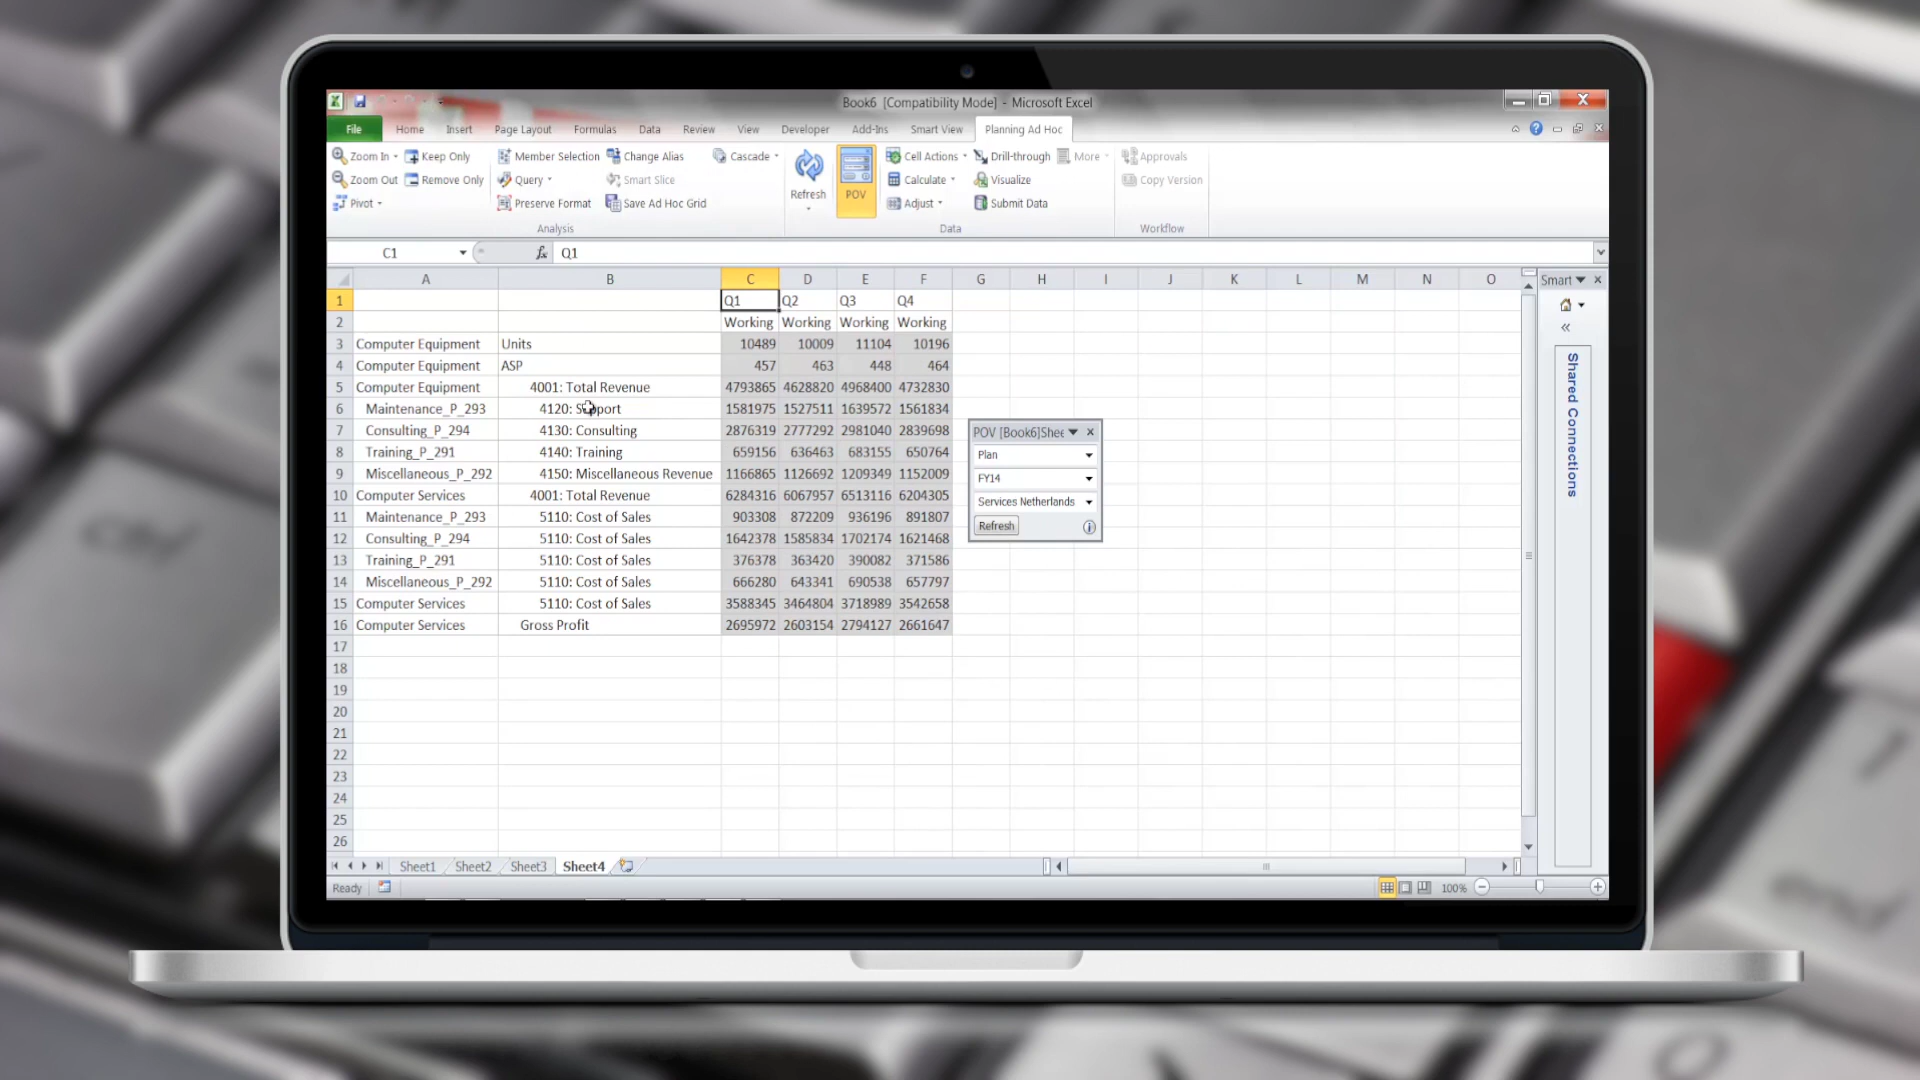 Book6 [Compatibility Mode] - Microsoft Excel
File Home Insert Page Layout Formulas Data Review View Developer Add-Ins Smart View Planning Ad Hoc
Zoom In Keep Only Member Selection Change Alias Cascade Cell Actions Drill-through More Approvals
Zoom Out Remove Only Query Smart Slice Refresh POV Calculate Visualize Copy Version
Pivot Preserve Format Save Ad Hoc Grid Adjust Submit Data
Analysis Data Workflow
C1 fx Q1
A B C D E F G H I J K L M N O
Smart
1 Q1 Q2 Q3 Q4
2 Working Working Working Working
3 Computer Equipment Units 10489 10009 11104 10196
4 Computer Equipment ASP 457 463 448 464
5 Computer Equipment 4001: Total Revenue 4793865 4628820 4968400 4732830
6 Maintenance_P_293 4120: Support 1581975 1527511 1639572 1561834
7 Consulting_P_294 4130: Consulting 2876319 2777292 2981040 2839698
8 Training_P_291 4140: Training 659156 636463 683155 650764
9 Miscellaneous_P_292 4150: Miscellaneous Revenue 1166865 1126692 1209349 1152009
10 Computer Services 4001: Total Revenue 6284316 6067957 6513116 6204305
11 Maintenance_P_293 5110: Cost of Sales 903308 872209 936196 891807
12 Consulting_P_294 5110: Cost of Sales 1642378 1585834 1702174 1621468
13 Training_P_291 5110: Cost of Sales 376378 363420 390082 371586
14 Miscellaneous_P_292 5110: Cost of Sales 666280 643341 690538 657797
15 Computer Services 5110: Cost of Sales 3588345 3464804 3718989 3542658
16 Computer Services Gross Profit 2695972 2603154 2794127 2661647
17
18
19
20
21
22
23
24
25
26
POV [Book6]Shee
Plan
FY14
Services Netherlands
Refresh
Shared Connections
Sheet1 Sheet2 Sheet3 Sheet4
Ready 100%